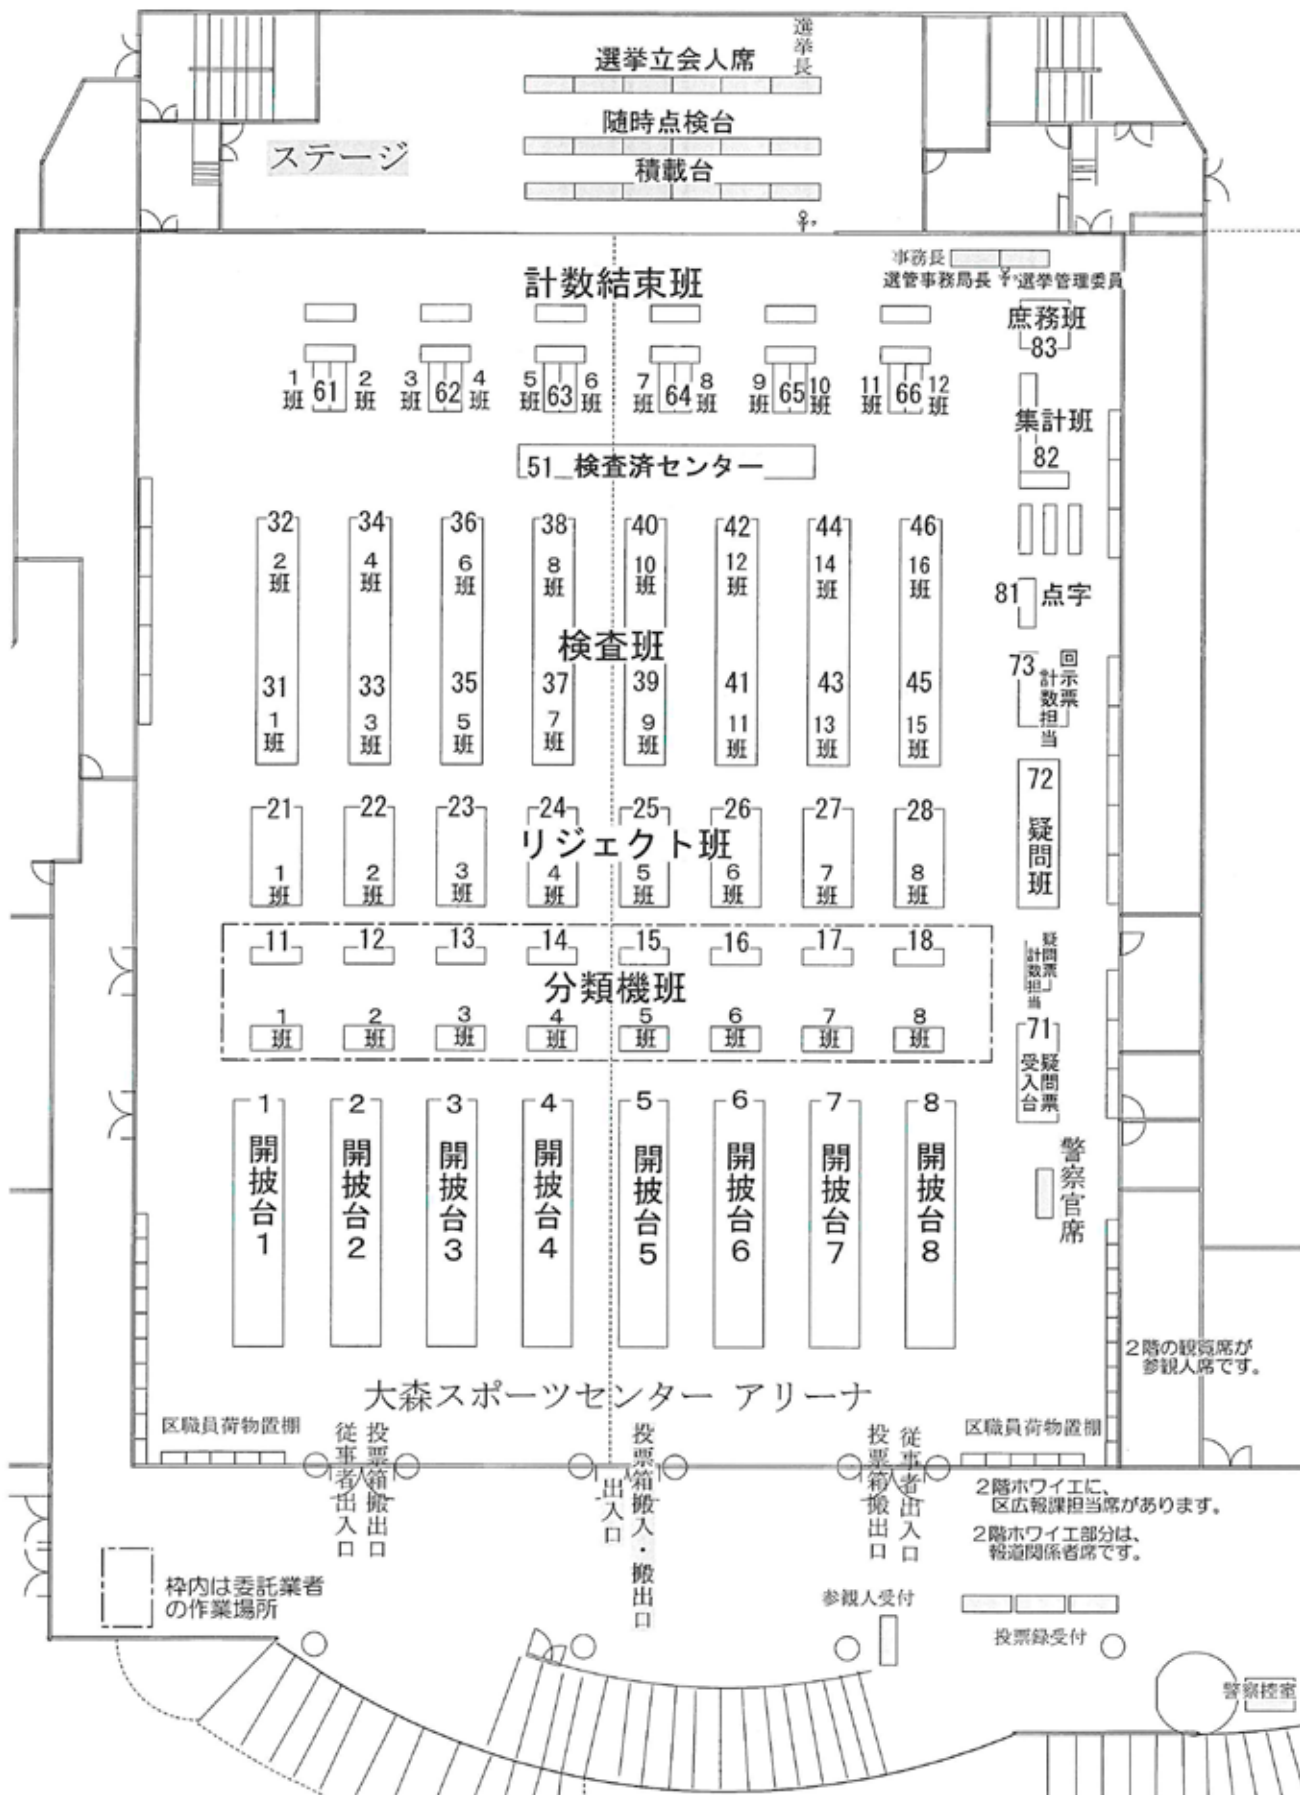 選挙長
選挙立会人席
随時点検台
ステージ
積載台
事務長
選管事務局長
選挙管理委員
計数結束班
庶務班
83
1班 61 2班
3班 62 4班
5班 63 6班
7班 64 8班
9班 65 10班
11班 66 12班
集計班
82
51 検査済センター
32 34 36 38 40 42 44 46
2班 4班 6班 8班 10班 12班 14班 16班
81 点字
検査班
73
回示票
計数担当
31 33 35 37 39 41 43 45
1班 3班 5班 7班 9班 11班 13班 15班
72
疑問班
21 22 23 24 25 26 27 28
リジェクト班
1班 2班 3班 4班 5班 6班 7班 8班
11 12 13 14 15 16 17 18
疑問票
計数担当
分類機班
1班 2班 3班 4班 5班 6班 7班 8班
71
疑問票
受入台
1 2 3 4 5 6 7 8
開披台1
開披台2
開披台3
開披台4
開披台5
開披台6
開披台7
開披台8
警察官席
2階の観覧席が
参観人席です。
大森スポーツセンター アリーナ
区職員荷物置棚
従事者出入口
投票箱搬出口
出入口
投票箱搬入・搬出口
投票箱搬出口
従事者出入口
区職員荷物置棚
2階ホワイエに、
区広報課担当席があります。
2階ホワイエ部分は、
報道関係者席です。
枠内は委託業者
の作業場所
参観人受付
投票録受付
警察控室